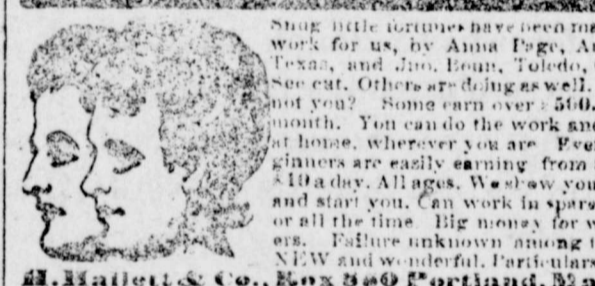 Snug little fortunes have been
work for us, by Anna Page,
Texas, and Jno. Bonn, Toledo,
See cut. Others are doing as well.
not you? Some earn over $500.
month. You can do the work and
at home, wherever you are. Even
ginners are easily earning from
$10 a day. All ages. We show you
and start you. Can work in spare
or all the time. Big money for
ers. Failure unknown among
NEW and wonderful. Particulars
H. Hallett & Co., Box 880 Portland,